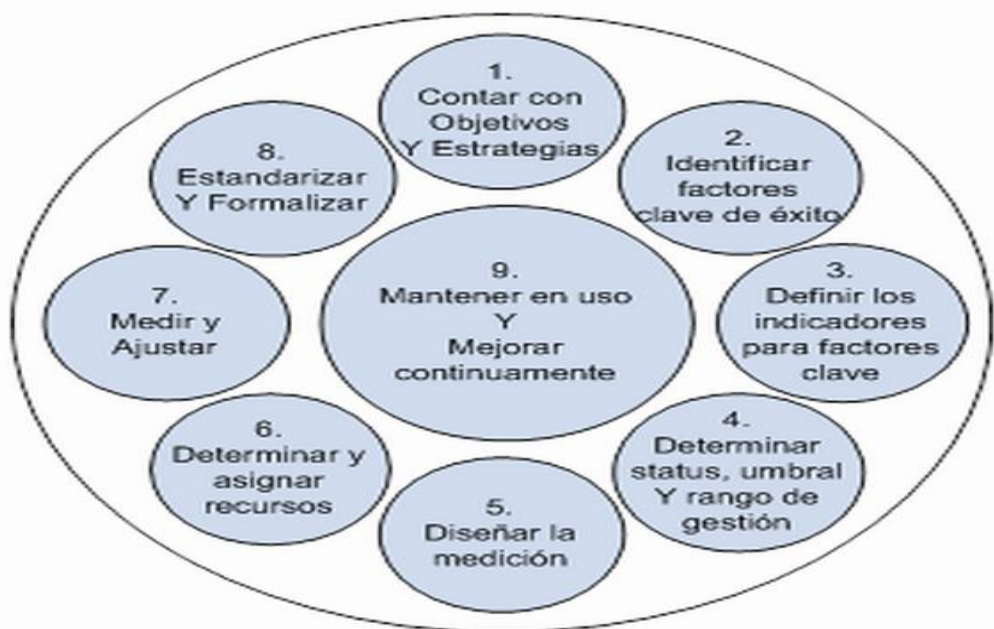 1.
Contar con
Objetivos
Y Estrategias
2.
Identificar
factores
clave de éxito
3.
Definir los
indicadores
para factores
clave
4.
Determinar
status, umbral
Y rango de
gestión
5.
Diseñar la
medición
6.
Determinar y
asignar
recursos
7.
Medir y
Ajustar
8.
Estandarizar
Y Formalizar
9.
Mantener en uso
Y
Mejorar
continuamente